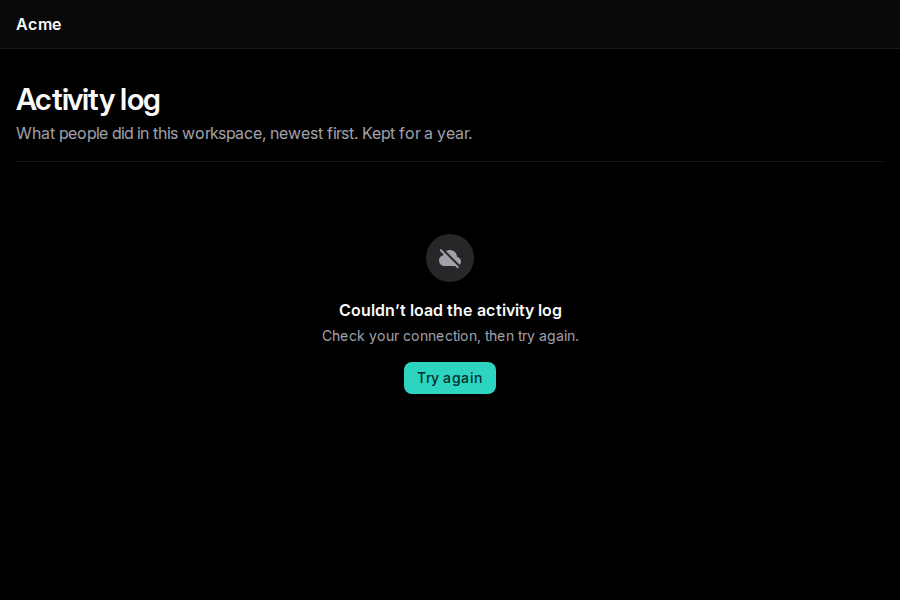 Acme
Activity log
What people did in this workspace, newest first. Kept for a year.
Couldn’t load the activity log
Check your connection, then try again.
Try again